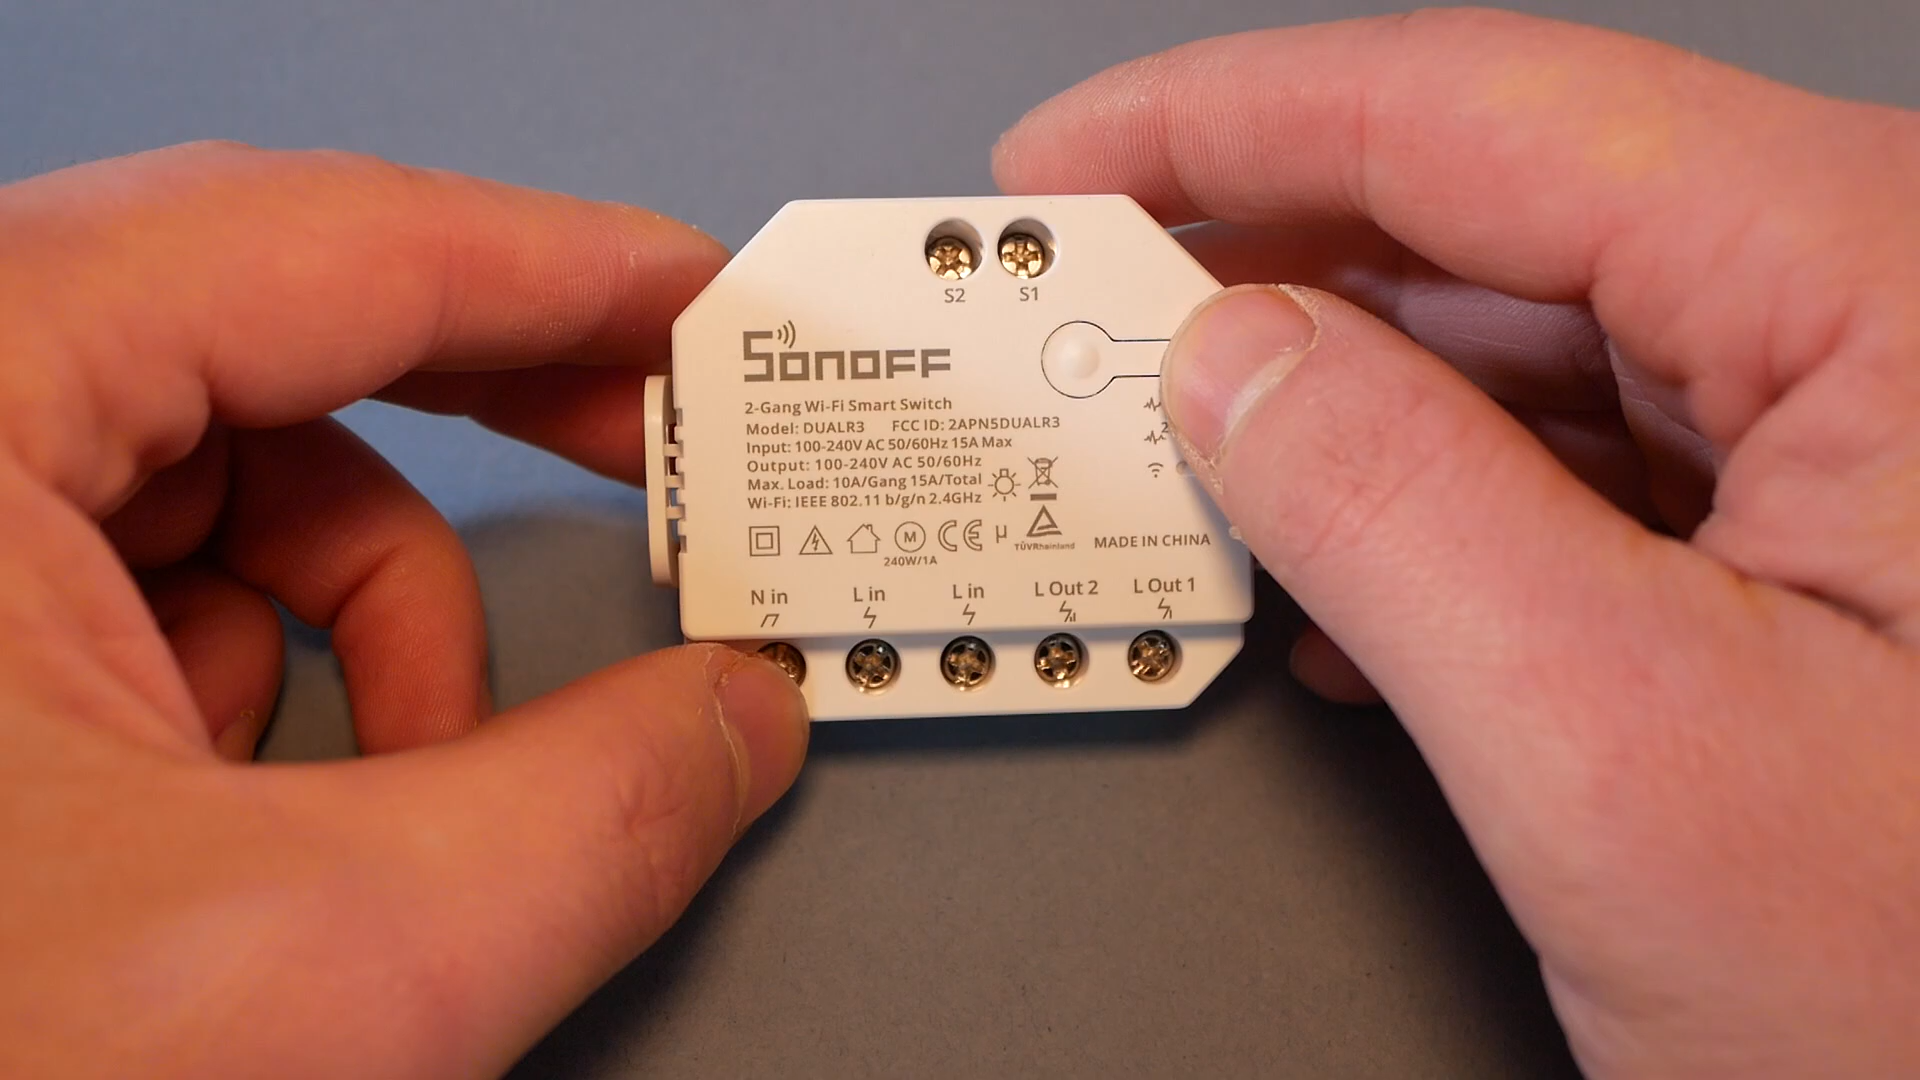 S2 S1
SONOFF
2-Gang Wi-Fi Smart Switch
Model: DUALR3 FCC ID: 2APN5DUALR3
Input: 100-240V AC 50/60Hz 15A Max
Output: 100-240V AC 50/60Hz
Max. Load: 10A/Gang 15A/Total
Wi-Fi: IEEE 802.11 b/g/n 2.4GHz
2
M CE μ TÜVRheinland MADE IN CHINA
240W/1A
N in L in L in L Out 2 L Out 1